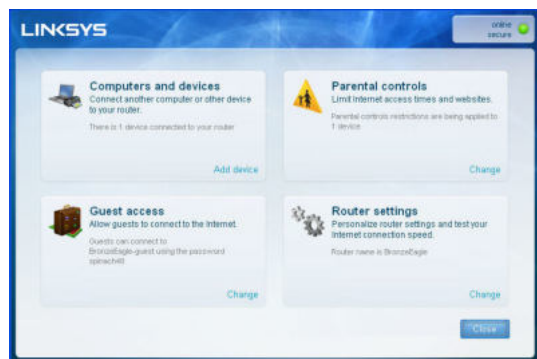 LINKSYS
online
secure
Computers and devices
Connect another computer or other device
to your router.
There is 1 device connected to your router
Add device
Parental controls
Limit Internet access times and websites.
Parental controls restrictions are being applied to
1 device
Change
Guest access
Allow guests to connect to the Internet.
Guests can connect to
BronzeEagle-guest using the password
spinach48
Change
Router settings
Personalize router settings and test your
Internet connection speed.
Router name is BronzeEagle
Change
Close